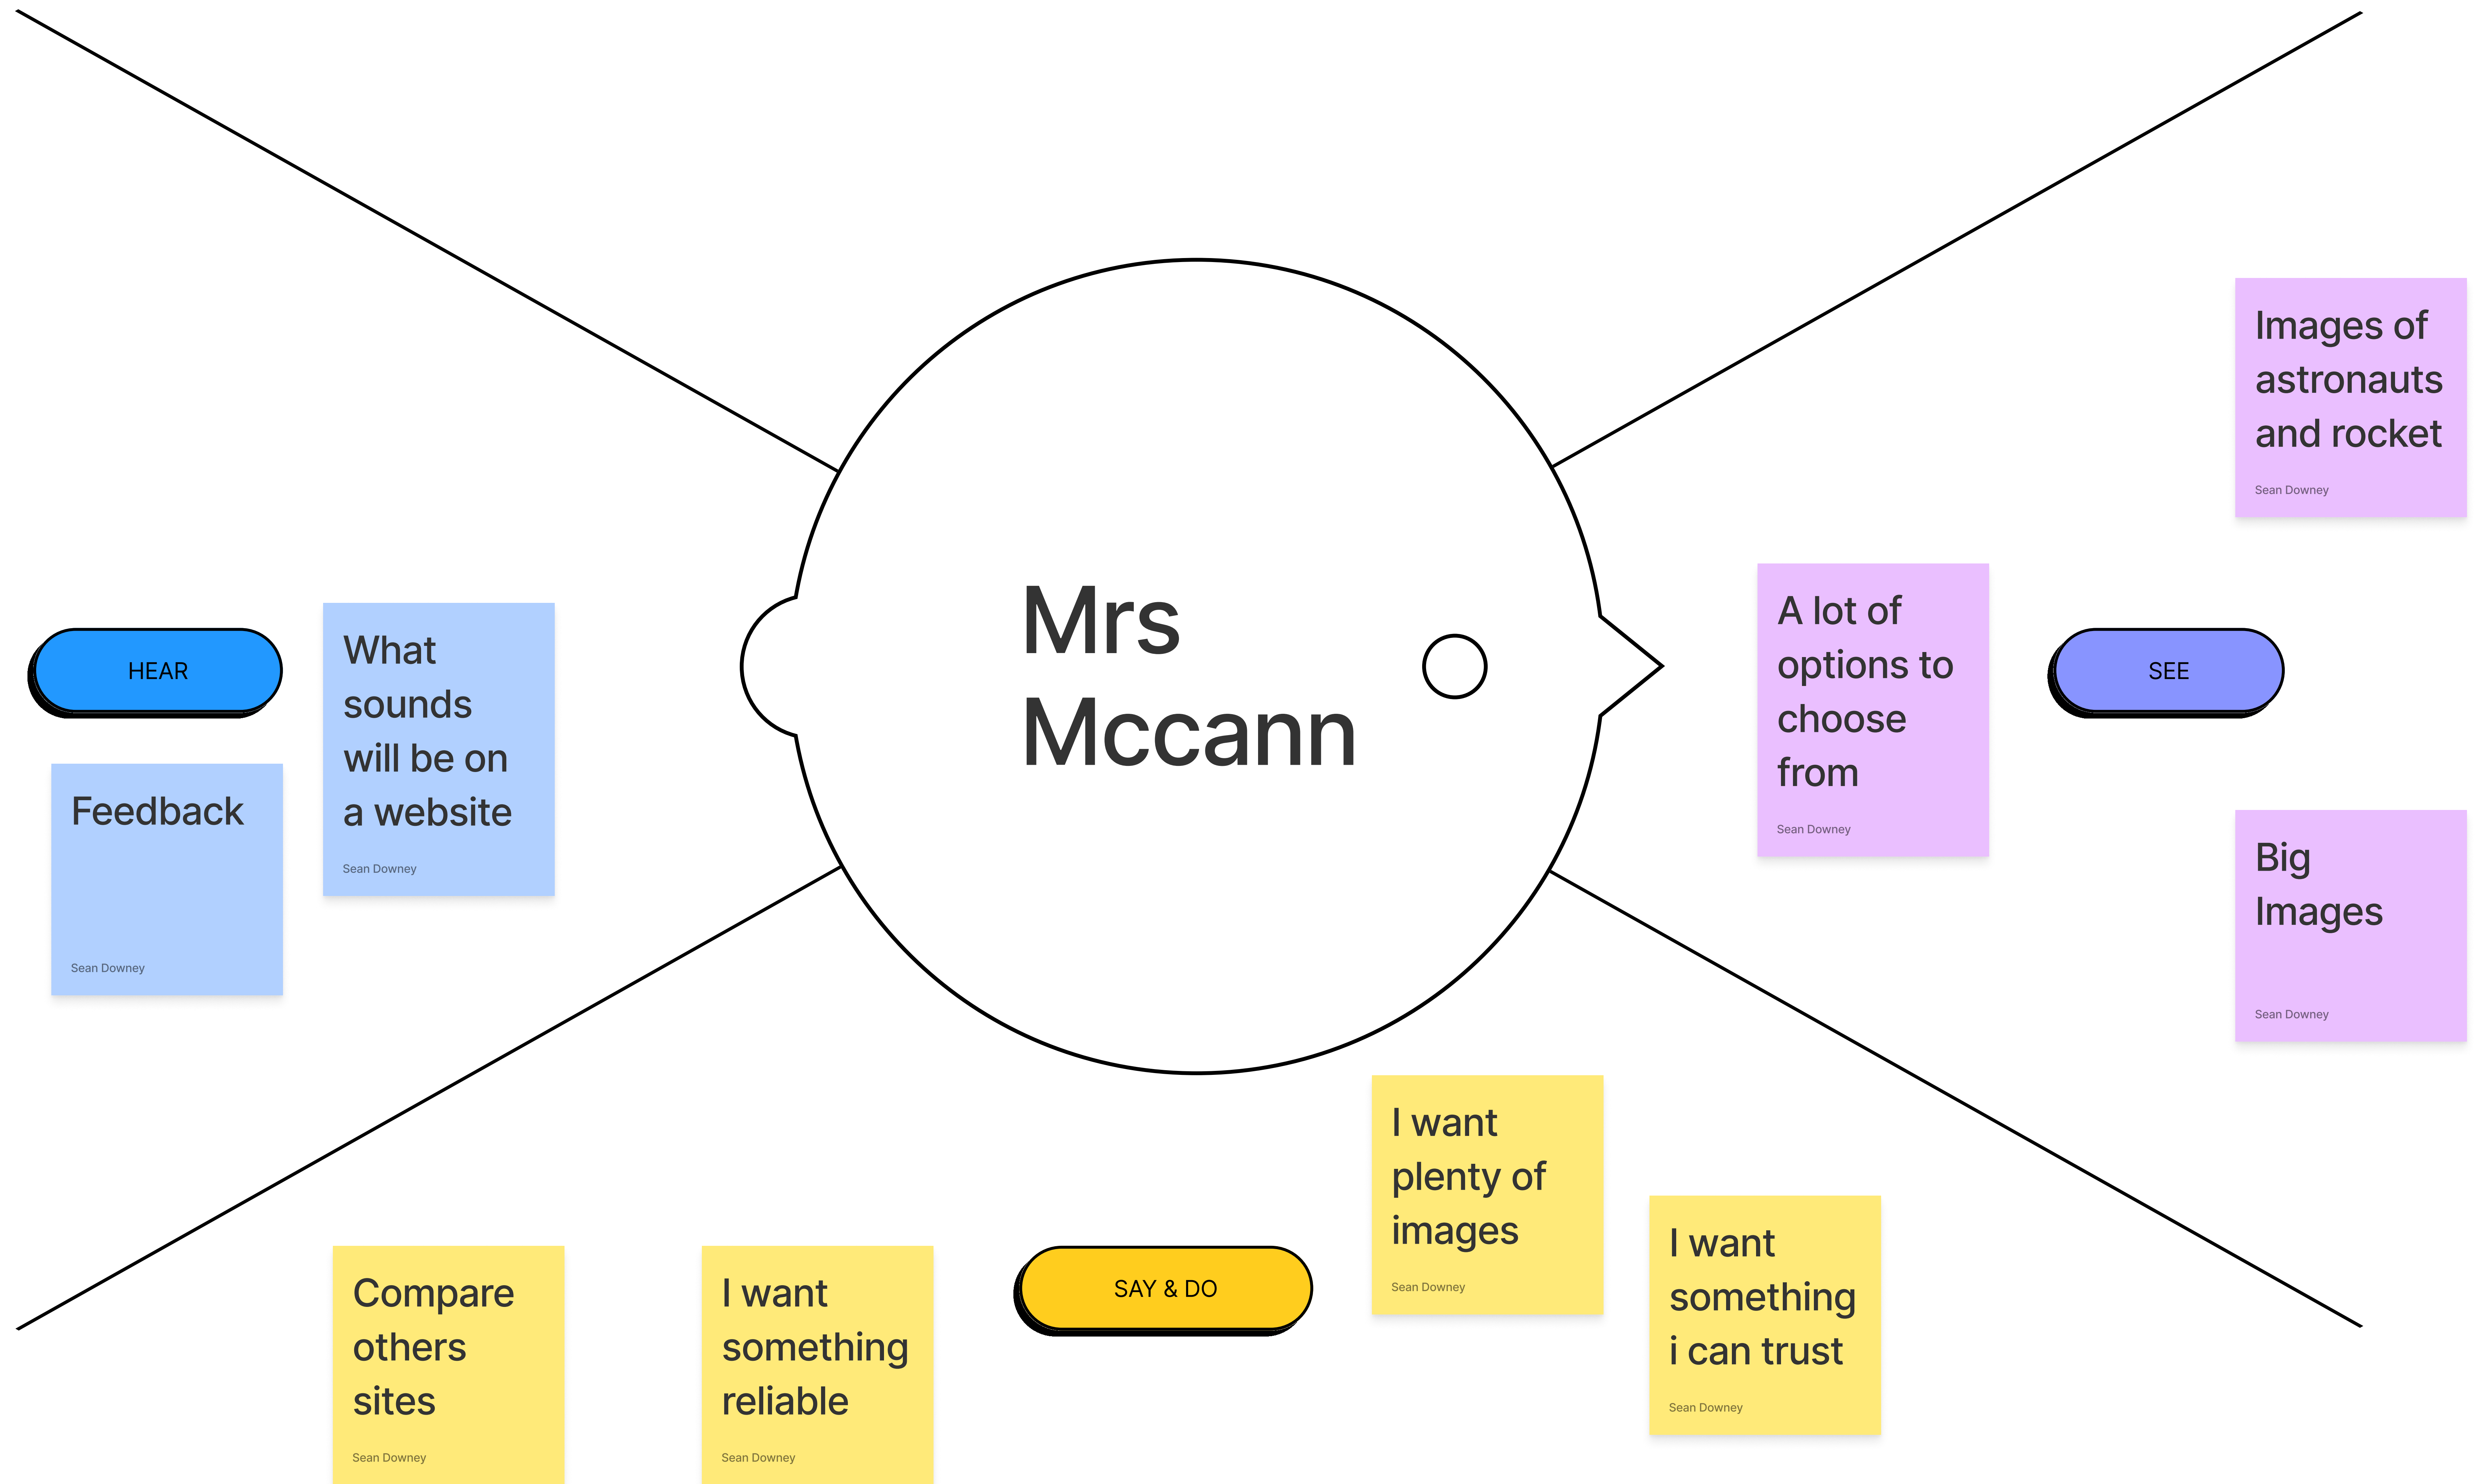 Images of
astronauts
and rocket
Sean Downey
HEAR
What
sounds
will be on
a website
Sean Downey
Feedback
Sean Downey
Mrs
Mccann
A lot of
options to
choose
from
Sean Downey
SEE
Big
Images
Sean Downey
I want
plenty of
images
Sean Downey
I want
something
i can trust
Sean Downey
SAY & DO
Compare
others
sites
Sean Downey
I want
something
reliable
Sean Downey